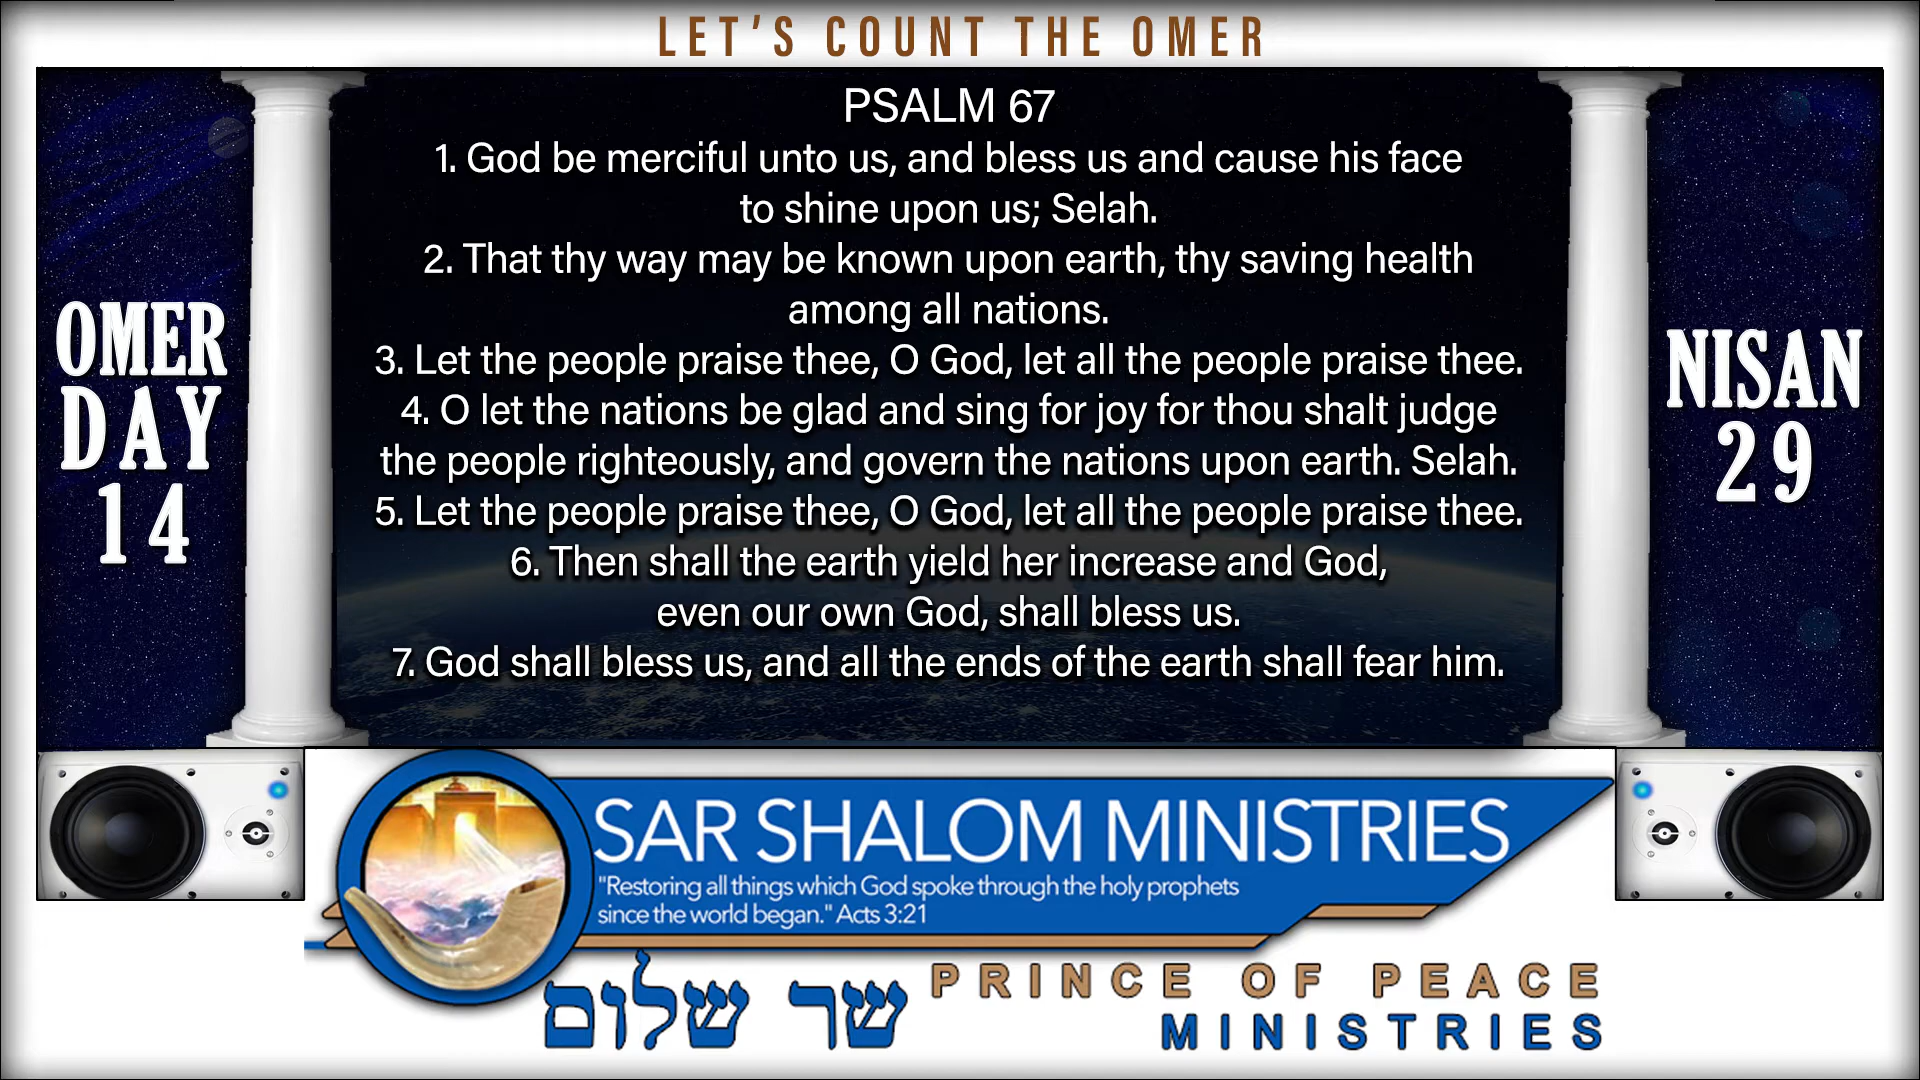 LET'S COUNT THE OMER
PSALM 67
1. God be merciful unto us, and bless us and cause his face
to shine upon us; Selah.
2. That thy way may be known upon earth, thy saving health
among all nations.
3. Let the people praise thee, O God, let all the people praise thee.
4. O let the nations be glad and sing for joy for thou shalt judge
the people righteously, and govern the nations upon earth. Selah.
5. Let the people praise thee, O God, let all the people praise thee.
6. Then shall the earth yield her increase and God,
even our own God, shall bless us.
7. God shall bless us, and all the ends of the earth shall fear him.
OMER
DAY
14
NISAN
29
SAR SHALOM MINISTRIES
"Restoring all things which God spoke through the holy prophets
since the world began." Acts 3:21
שר שלום
PRINCE OF PEACE
MINISTRIES